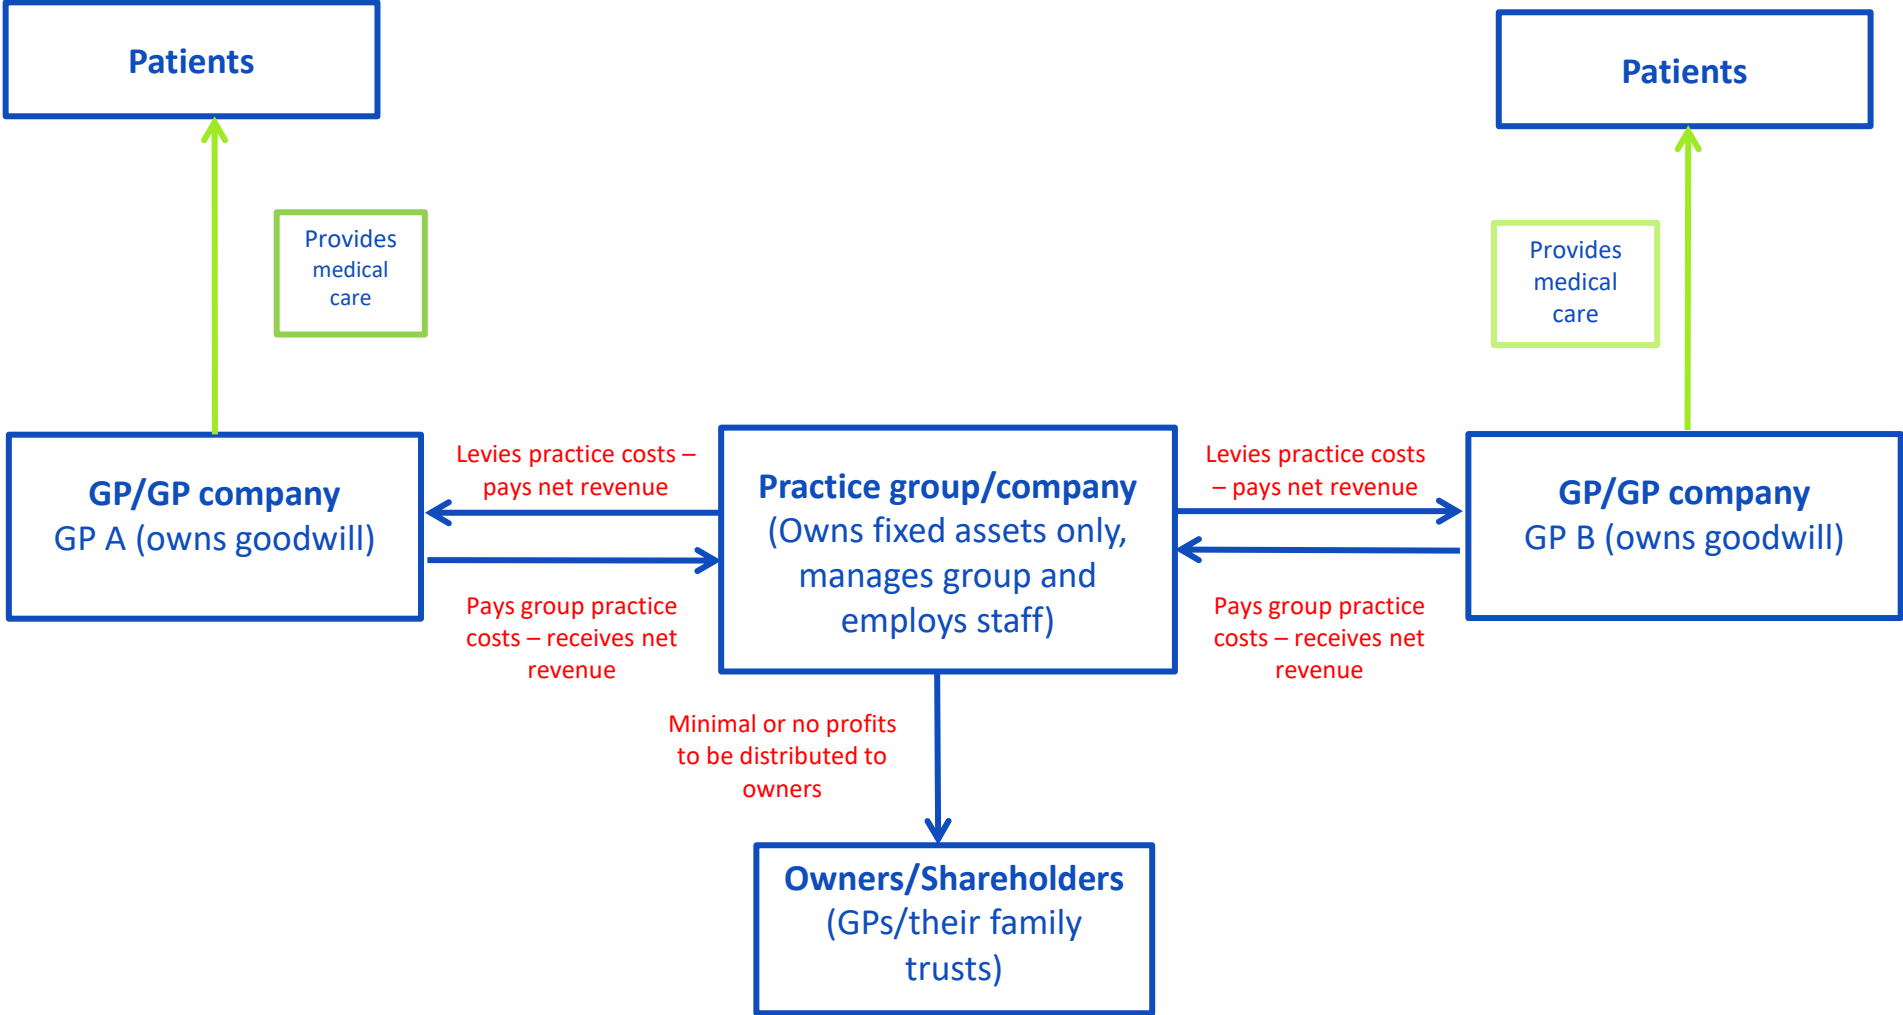 Patients
Patients
Provides
medical
care
Provides
medical
care
GP/GP company
GP A (owns goodwill)
Levies practice costs –
pays net revenue
Pays group practice
costs – receives net
revenue
Practice group/company
(Owns fixed assets only,
manages group and
employs staff)
Levies practice costs
– pays net revenue
Pays group practice
costs – receives net
revenue
GP/GP company
GP B (owns goodwill)
Minimal or no profits
to be distributed to
owners
Owners/Shareholders
(GPs/their family
trusts)